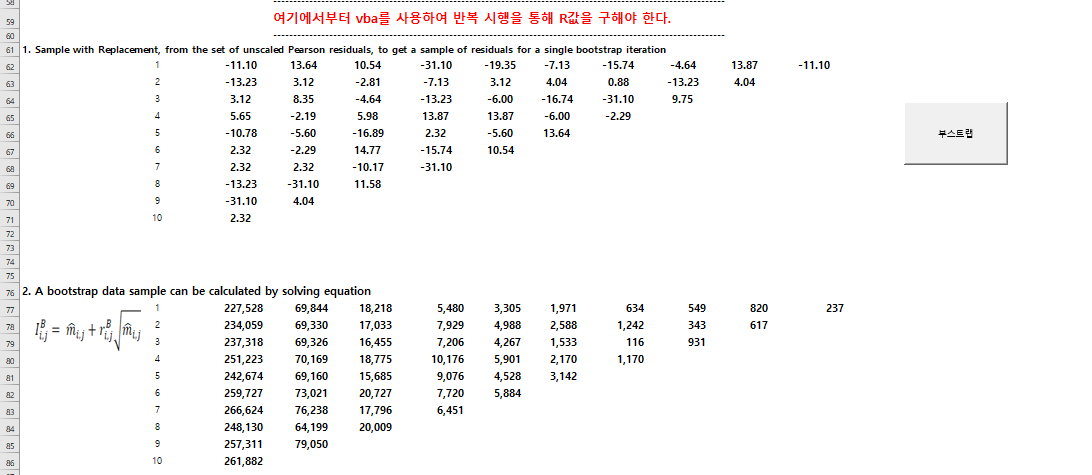 58
59 여기에서부터 vba를 사용하여 반복 시행을 통해 R값을 구해야 한다.
60
61 1. Sample with Replacement, from the set of unscaled Pearson residuals, to get a sample of residuals for a single bootstrap iteration
62 1 -11.10 13.64 10.54 -31.10 -19.35 -7.13 -15.74 -4.64 13.87 -11.10
63 2 -13.23 3.12 -2.81 -7.13 3.12 4.04 0.88 -13.23 4.04
64 3 3.12 8.35 -4.64 -13.23 -6.00 -16.74 -31.10 9.75
65 4 5.65 -2.19 5.98 13.87 13.87 -6.00 -2.29
66 5 -10.78 -5.60 -16.89 2.32 -5.60 13.64
부스트랩
67 6 2.32 -2.29 14.77 -15.74 10.54
68 7 2.32 2.32 -10.17 -31.10
69 8 -13.23 -31.10 11.58
70 9 -31.10 4.04
71 10 2.32
72
73
74
75
76 2. A bootstrap data sample can be calculated by solving equation
77 1 227,528 69,844 18,218 5,480 3,305 1,971 634 549 820 237
78 2 234,059 69,330 17,033 7,929 4,988 2,588 1,242 343 617
I^B_{i,j} = m̂_{i,j} + r^B_{i,j}√m̂_{i,j}
79 3 237,318 69,326 16,455 7,206 4,267 1,533 116 931
80 4 251,223 70,169 18,775 10,176 5,901 2,170 1,170
81 5 242,674 69,160 15,685 9,076 4,528 3,142
82 6 259,727 73,021 20,727 7,720 5,884
83 7 266,624 76,238 17,796 6,451
84 8 248,130 64,199 20,009
85 9 257,311 79,050
86 10 261,882